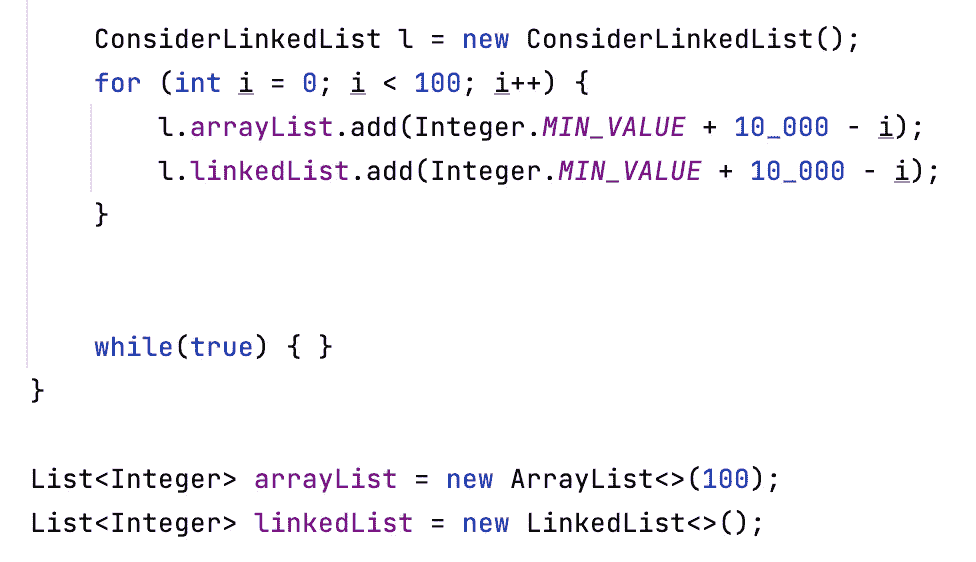 ConsiderLinkedList l = new ConsiderLinkedList();
for (int i = 0; i < 100; i++) {
l.arrayList.add(Integer.MIN_VALUE + 10_000 - i);
l.linkedList.add(Integer.MIN_VALUE + 10_000 - i);
}
while(true) { }
}
List<Integer> arrayList = new ArrayList<>(100);
List<Integer> linkedList = new LinkedList<>();